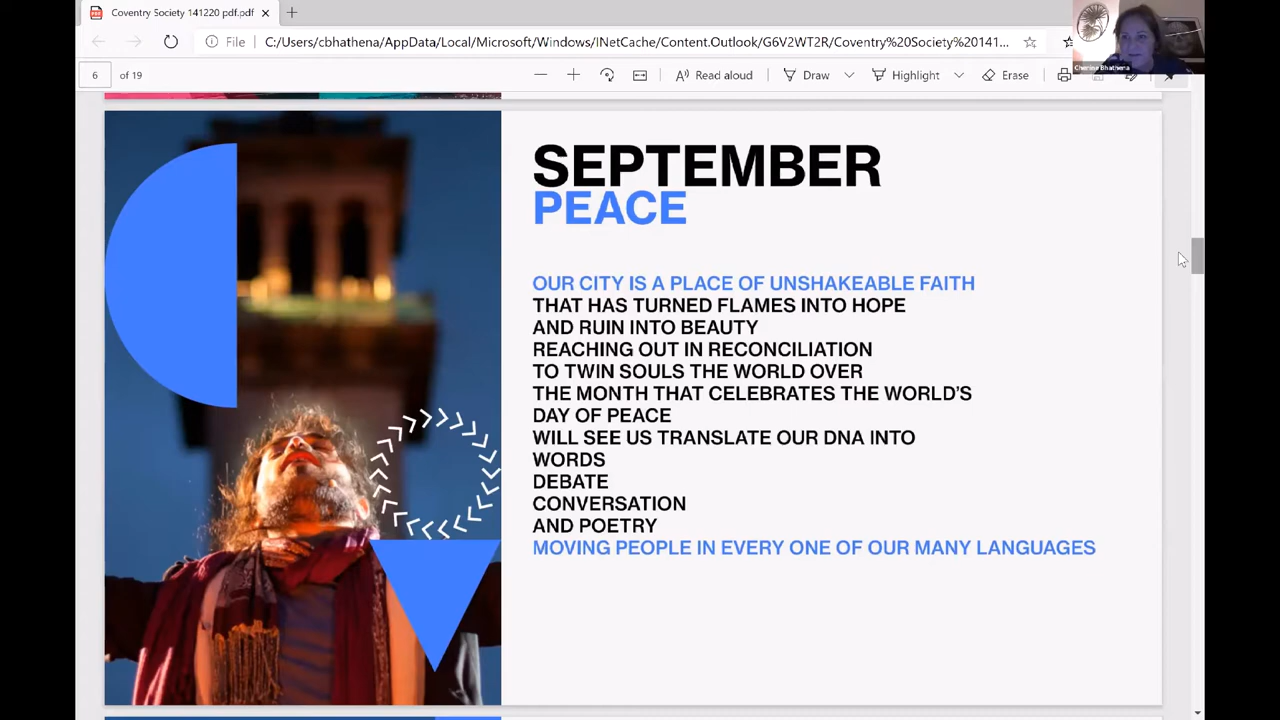 Coventry Society 141220 pdf.pdf
File
C:/Users/cbhathena/AppData/Local/Microsoft/Windows/INetCache/Content.Outlook/G6V2WT2R/Coventry%20Society%20141...
6 of 19
Read aloud
Draw
Highlight
Erase
Cherine Bhathena
SEPTEMBER
PEACE
OUR CITY IS A PLACE OF UNSHAKEABLE FAITH
THAT HAS TURNED FLAMES INTO HOPE
AND RUIN INTO BEAUTY
REACHING OUT IN RECONCILIATION
TO TWIN SOULS THE WORLD OVER
THE MONTH THAT CELEBRATES THE WORLD'S
DAY OF PEACE
WILL SEE US TRANSLATE OUR DNA INTO
WORDS
DEBATE
CONVERSATION
AND POETRY
MOVING PEOPLE IN EVERY ONE OF OUR MANY LANGUAGES